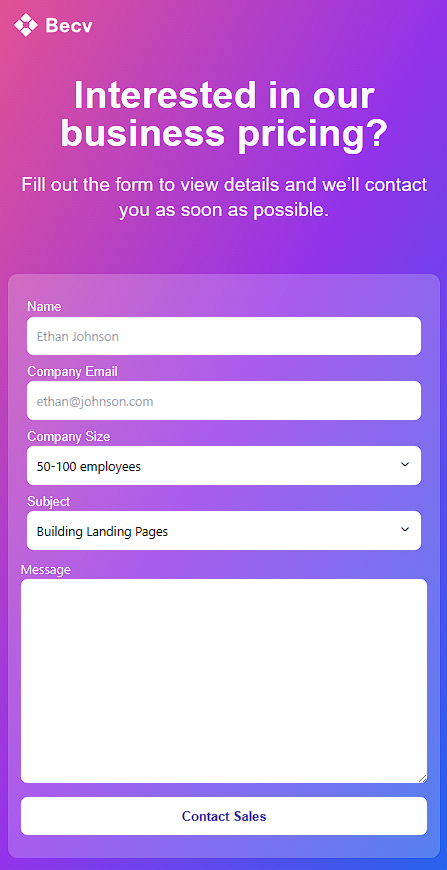 Becv
Interested in our
business pricing?
Fill out the form to view details and we’ll contact
you as soon as possible.
Name
Ethan Johnson
Company Email
ethan@johnson.com
Company Size
50-100 employees
Subject
Building Landing Pages
Message
Contact Sales